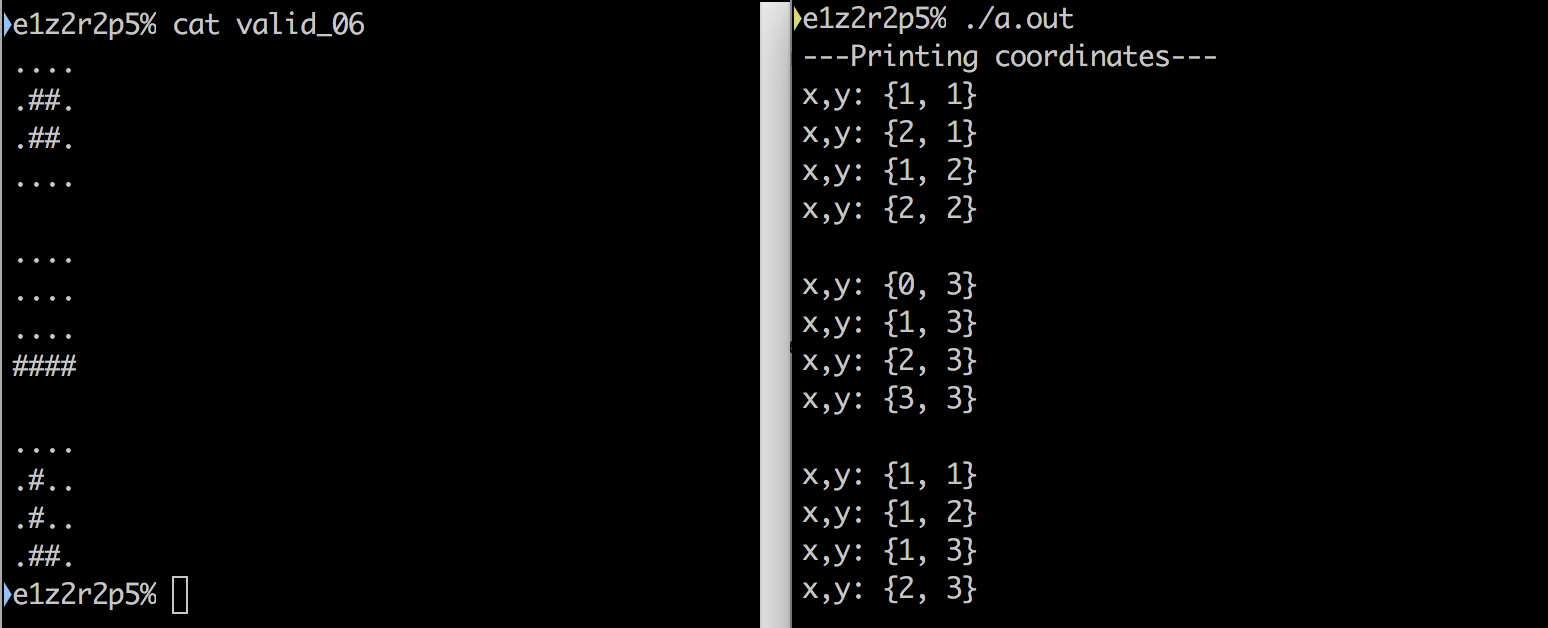 e1z2r2p5% cat valid_06
....
.##.
.##.
....

....
....
....
####

....
.#..
.#..
.##.
e1z2r2p5%
e1z2r2p5% ./a.out
---Printing coordinates---
x,y: {1, 1}
x,y: {2, 1}
x,y: {1, 2}
x,y: {2, 2}

x,y: {0, 3}
x,y: {1, 3}
x,y: {2, 3}
x,y: {3, 3}

x,y: {1, 1}
x,y: {1, 2}
x,y: {1, 3}
x,y: {2, 3}